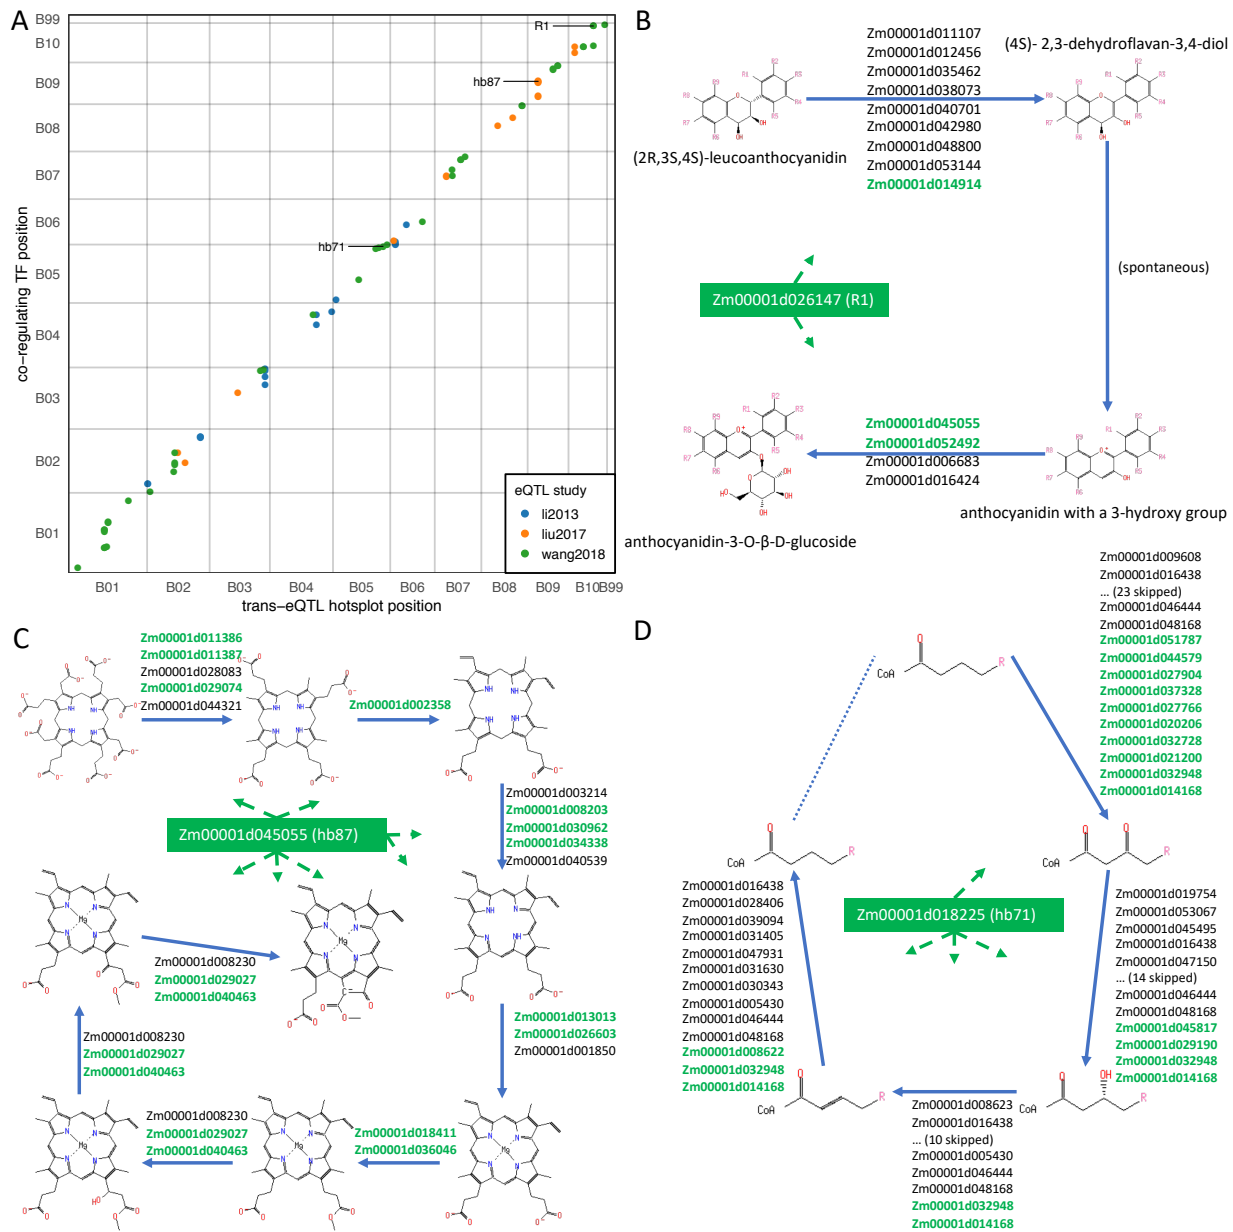 A
B99
B10
B09
B08
B07
B06
B05
B04
B03
B02
B01
co-regulating TF position
R1
hb87
hb71
eQTL study
li2013
liu2017
wang2018
B01
B02
B03
B04
B05
B06
B07
B08
B09
B10
B99
trans-eQTL hotsplot position
B
Zm00001d011107
Zm00001d012456
Zm00001d035462
Zm00001d038073
Zm00001d040701
Zm00001d042980
Zm00001d048800
Zm00001d053144
Zm00001d014914
(4S)- 2,3-dehydroflavan-3,4-diol
(2R,3S,4S)-leucoanthocyanidin
(spontaneous)
Zm00001d026147 (R1)
Zm00001d045055
Zm00001d052492
Zm00001d006683
Zm00001d016424
anthocyanidin with a 3-hydroxy group
anthocyanidin-3-O-β-D-glucoside
C
Zm00001d011386
Zm00001d011387
Zm00001d028083
Zm00001d029074
Zm00001d044321
Zm00001d002358
Zm00001d003214
Zm00001d008203
Zm00001d030962
Zm00001d034338
Zm00001d040539
Zm00001d045055 (hb87)
Zm00001d008230
Zm00001d029027
Zm00001d040463
Zm00001d013013
Zm00001d026603
Zm00001d001850
Zm00001d008230
Zm00001d029027
Zm00001d040463
Zm00001d008230
Zm00001d029027
Zm00001d040463
Zm00001d018411
Zm00001d036046
D
Zm00001d009608
Zm00001d016438
... (23 skipped)
Zm00001d046444
Zm00001d048168
Zm00001d051787
Zm00001d044579
Zm00001d027904
Zm00001d037328
Zm00001d027766
Zm00001d020206
Zm00001d032728
Zm00001d021200
Zm00001d032948
Zm00001d014168
CoA
O
R
CoA
O
O
R
CoA
O
R
Zm00001d018225 (hb71)
Zm00001d016438
Zm00001d028406
Zm00001d039094
Zm00001d031405
Zm00001d047931
Zm00001d031630
Zm00001d030343
Zm00001d005430
Zm00001d046444
Zm00001d048168
Zm00001d008622
Zm00001d032948
Zm00001d014168
Zm00001d019754
Zm00001d053067
Zm00001d045495
Zm00001d016438
Zm00001d047150
... (14 skipped)
Zm00001d046444
Zm00001d048168
Zm00001d045817
Zm00001d029190
Zm00001d032948
Zm00001d014168
CoA
O
R
CoA
O
OH
R
Zm00001d008623
Zm00001d016438
... (10 skipped)
Zm00001d005430
Zm00001d046444
Zm00001d048168
Zm00001d032948
Zm00001d014168